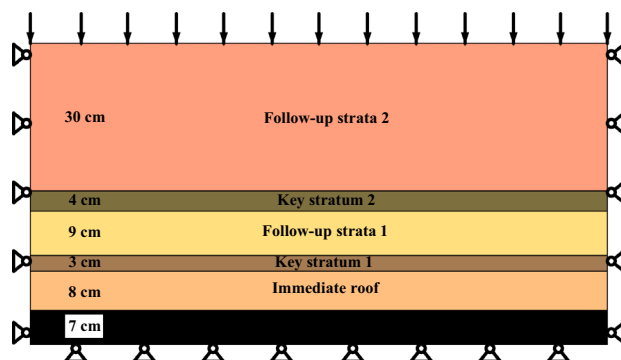 30 cm Follow-up strata 2
4 cm Key stratum 2
9 cm Follow-up strata 1
3 cm Key stratum 1
8 cm Immediate roof
7 cm